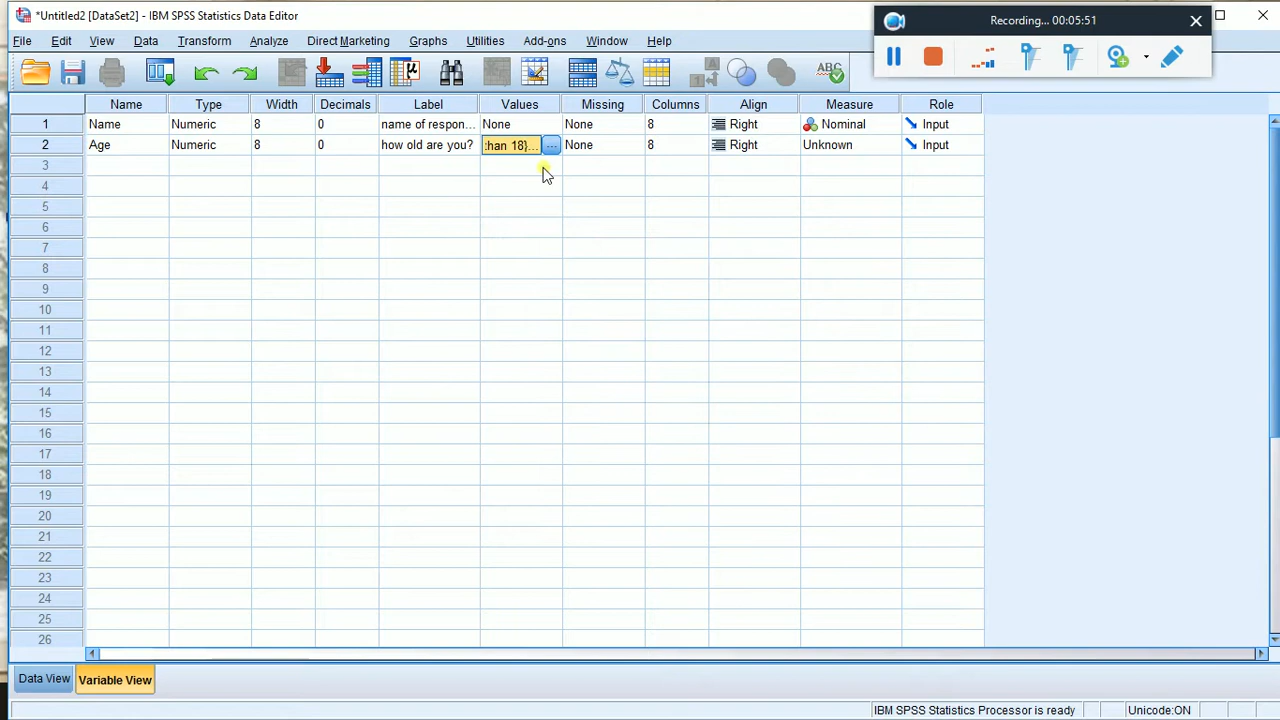 *Untitled2 [DataSet2] - IBM SPSS Statistics Data Editor
Recording... 00:05:51
File Edit View Data Transform Analyze Direct Marketing Graphs Utilities Add-ons Window Help
ABC
Name Type Width Decimals Label Values Missing Columns Align Measure Role
1 Name Numeric 8 0 name of respon... None None 8 Right Nominal Input
2 Age Numeric 8 0 how old are you? :han 18}... ... None 8 Right Unknown Input
3
4
5
6
7
8
9
10
11
12
13
14
15
16
17
18
19
20
21
22
23
24
25
26
Data View Variable View
IBM SPSS Statistics Processor is ready Unicode:ON